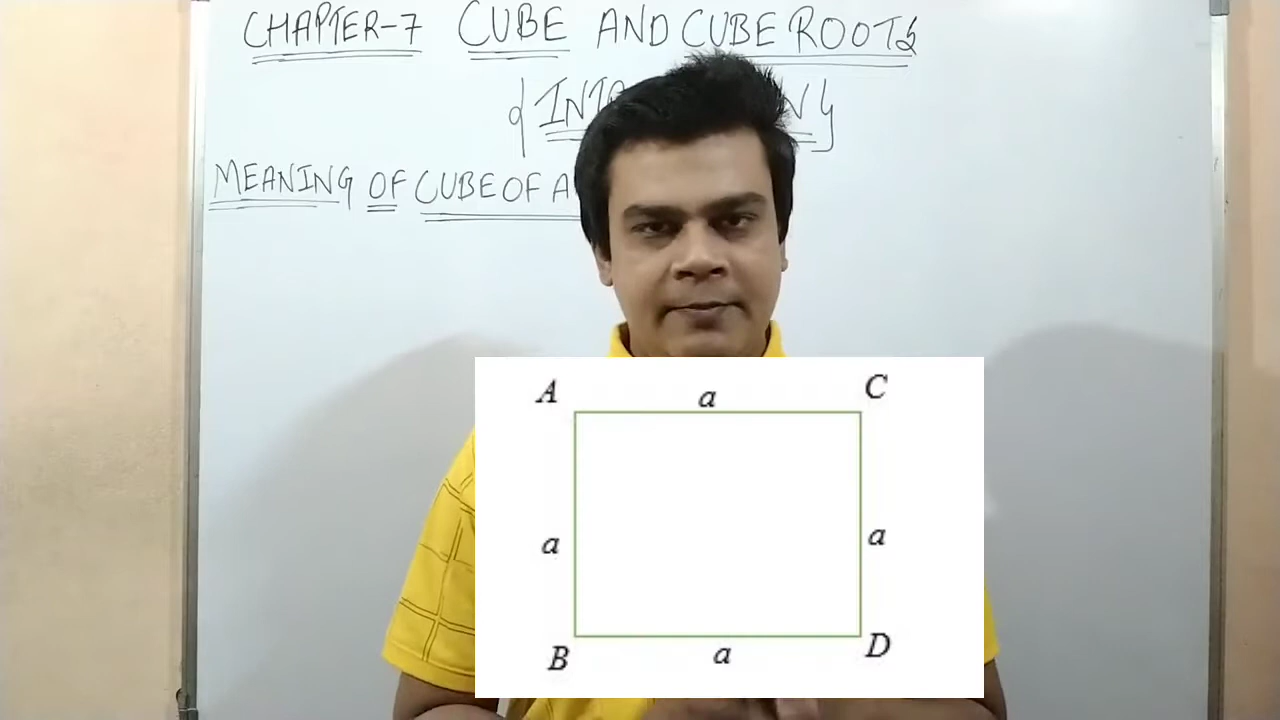 CHAPTER-7 CUBE AND CUBE ROOTS
MEANING OF CUBE OF A
A a C
a a
B a D